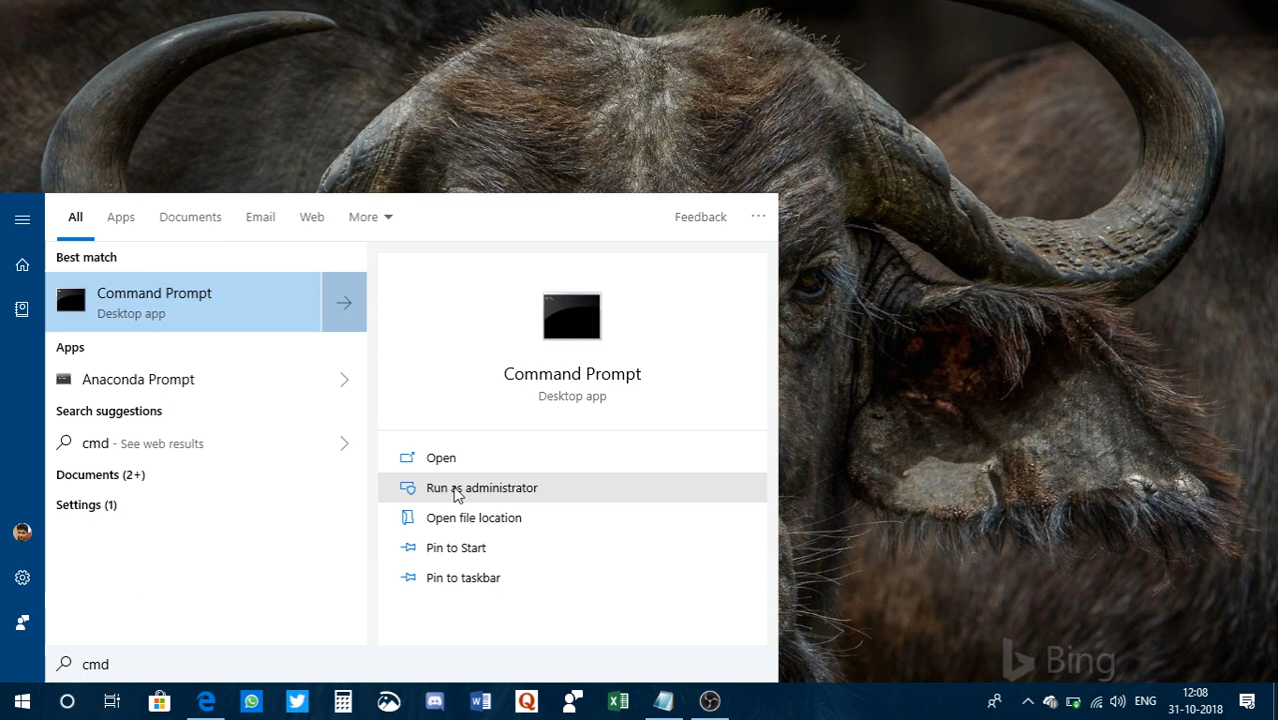 All Apps Documents Email Web More Feedback ...
Best match
Command Prompt
Desktop app
Apps
Anaconda Prompt
Search suggestions
cmd - See web results
Documents (2+)
Settings (1)
Command Prompt
Desktop app
Open
Run as administrator
Open file location
Pin to Start
Pin to taskbar
cmd
Bing
ENG
12:08
31-10-2018